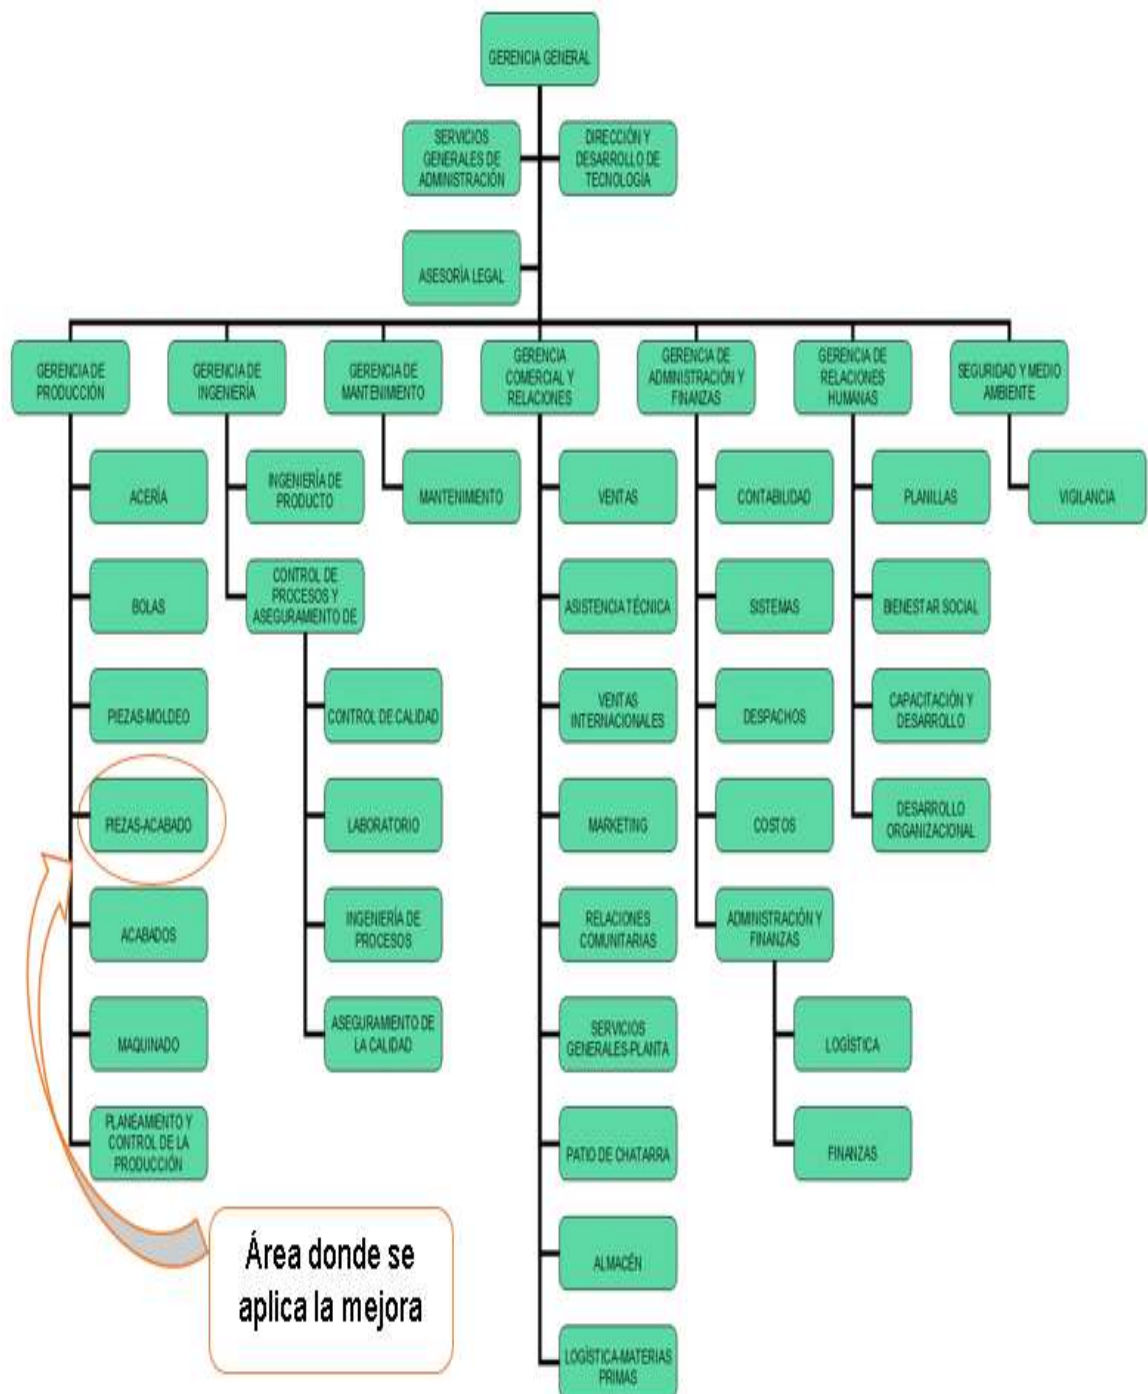 GERENCIA GENERAL
SERVICIOS
GENERALES DE
ADMINISTRACIÓN
DIRECCIÓN Y
DESARROLLO DE
TECNOLOGÍA
ASESORÍA LEGAL
GERENCIA DE
PRODUCCIÓN
GERENCIA DE
INGENIERÍA
GERENCIA DE
MANTENIMIENTO
GERENCIA
COMERCIAL Y
RELACIONES
GERENCIA DE
ADMINISTRACIÓN Y
FINANZAS
GERENCIA DE
RELACIONES
HUMANAS
SEGURIDAD Y MEDIO
AMBIENTE
ACERÍA
INGENIERÍA DE
PRODUCTO
MANTENIMIENTO
VENTAS
CONTABILIDAD
PLANILLAS
VIGILANCIA
BOLAS
CONTROL DE
PROCESOS Y
ASEGURAMIENTO DE
ASISTENCIA TÉCNICA
SISTEMAS
BIENESTAR SOCIAL
PIEZAS-MOLDEO
CONTROL DE CALIDAD
VENTAS
INTERNACIONALES
DESPACHOS
CAPACITACIÓN Y
DESARROLLO
PIEZAS-ACABADO
LABORATORIO
MARKETING
COSTOS
DESARROLLO
ORGANIZACIONAL
ACABADOS
INGENIERÍA DE
PROCESOS
RELACIONES
COMUNITARIAS
ADMINISTRACIÓN Y
FINANZAS
MAQUINADO
ASEGURAMIENTO DE
LA CALIDAD
SERVICIOS
GENERALES-PLANTA
LOGÍSTICA
PLANEAMIENTO Y
CONTROL DE LA
PRODUCCIÓN
PATIO DE CHATARRA
FINANZAS
Área donde se
aplica la mejora
ALMACÉN
LOGÍSTICA-MATERIAS
PRIMAS